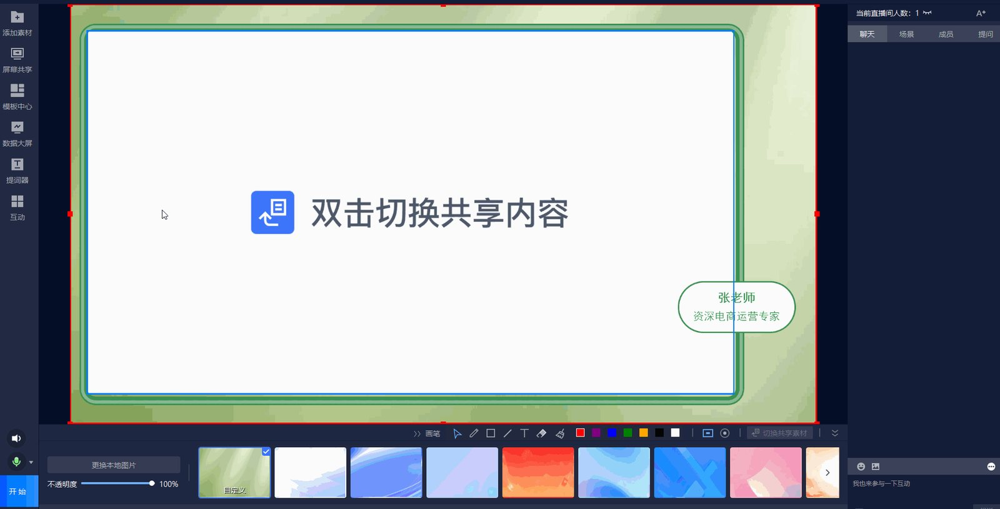 当前直播间人数：1
A+
添加素材
屏幕共享
模板中心
数据大屏
提词器
互动
聊天
场景
成员
提问
双击切换共享内容
张老师
资深电商运营专家
画笔
切换共享素材
更换本地图片
不透明度
100%
自定义
开始
我也来参与一下互动